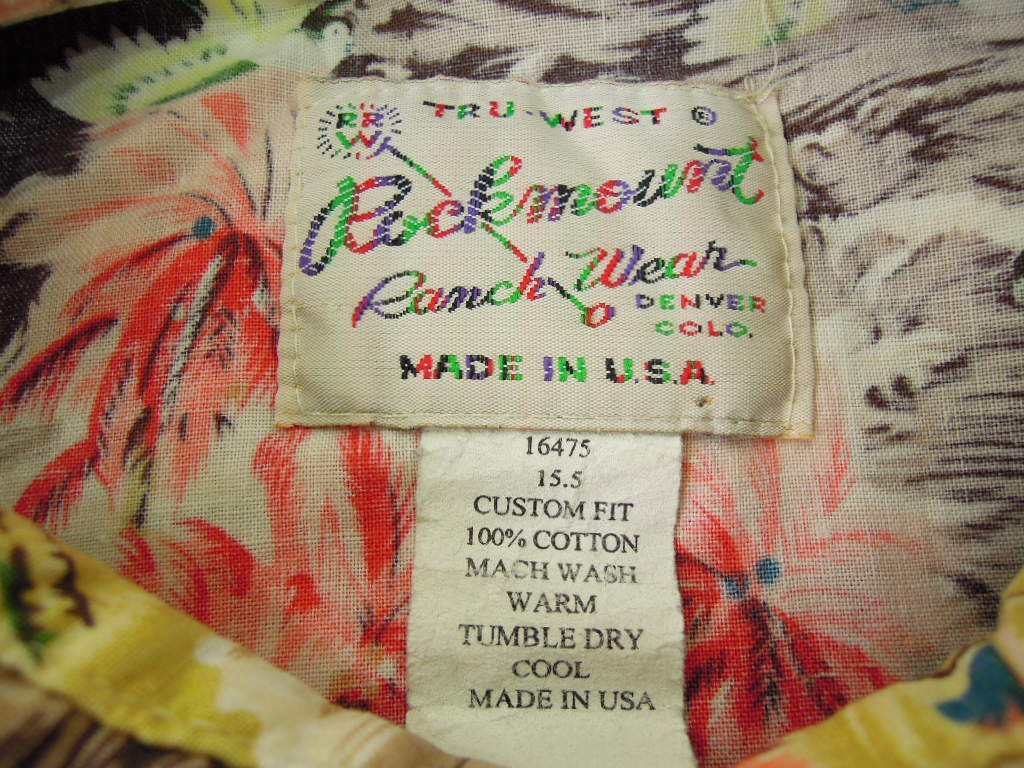 TRU-WEST ®
RR
W
Rockmount
Ranch Wear
DENVER
COLO.
MADE IN U.S.A.
16475
15.5
CUSTOM FIT
100% COTTON
MACH WASH
WARM
TUMBLE DRY
COOL
MADE IN USA